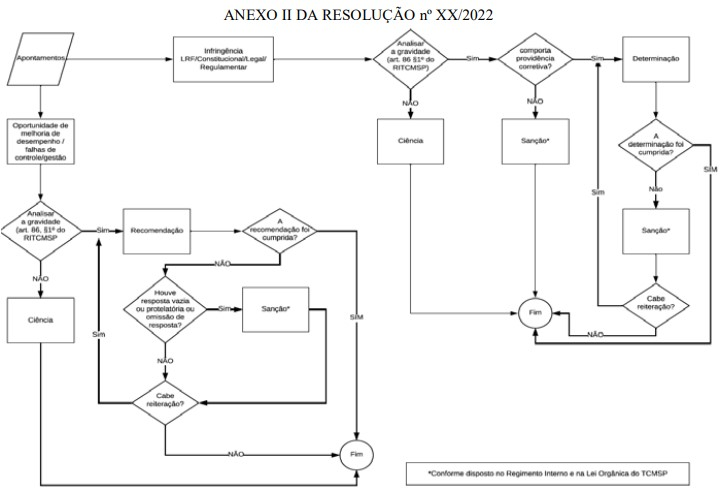 ANEXO II DA RESOLUÇÃO nº XX/2022
Apontamentos
Infringência
LRF/Constitucional/Legal/
Regulamentar
Analisar
a gravidade
(art. 86 §1º do
RITCMSP)
Sim
comporta
providência
corretiva?
Sim
Determinação
NÃO
NÃO
Ciência
Sanção*
A
determinação foi
cumprida?
SIM
Não
Sanção*
Sim
Cabe
reiteração?
NÃO
Fim
Oportunidade de
melhoria de
desempenho /
falhas de
controle/gestão
Analisar
a gravidade
(art. 86, §1º do
RITCMSP
Sim
Recomendação
A
recomendação foi
cumprida?
NÃO
NÃO
Ciência
Houve
resposta vazia
ou protelatória ou
omissão de
resposta?
Sim
Sanção*
SIM
Sim
NÃO
Cabe
reiteração?
NÃO
Fim
*Conforme disposto no Regimento Interno e na Lei Orgânica do TCMSP